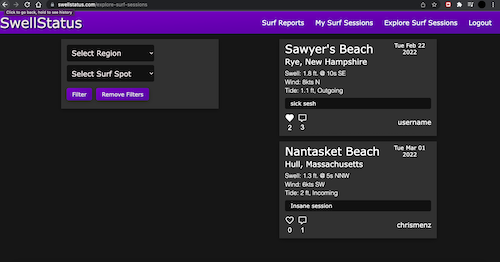 swellstatus.com/explore-surf-sessions
Click to go back, hold to see history
SwellStatus
Surf Reports
My Surf Sessions
Explore Surf Sessions
Logout
Select Region
Select Surf Spot
Filter
Remove Filters
Sawyer's Beach
Tue Feb 22
2022
Rye, New Hampshire
Swell: 1.8 ft. @ 10s SE
Wind: 6kts N
Tide: 1.1 ft, Outgoing
sick sesh
2
3
username
Nantasket Beach
Tue Mar 01
2022
Hull, Massachusetts
Swell: 1.3 ft. @ 5s NNW
Wind: 6kts SW
Tide: 2 ft, Incoming
Insane session
0
1
chrismenz